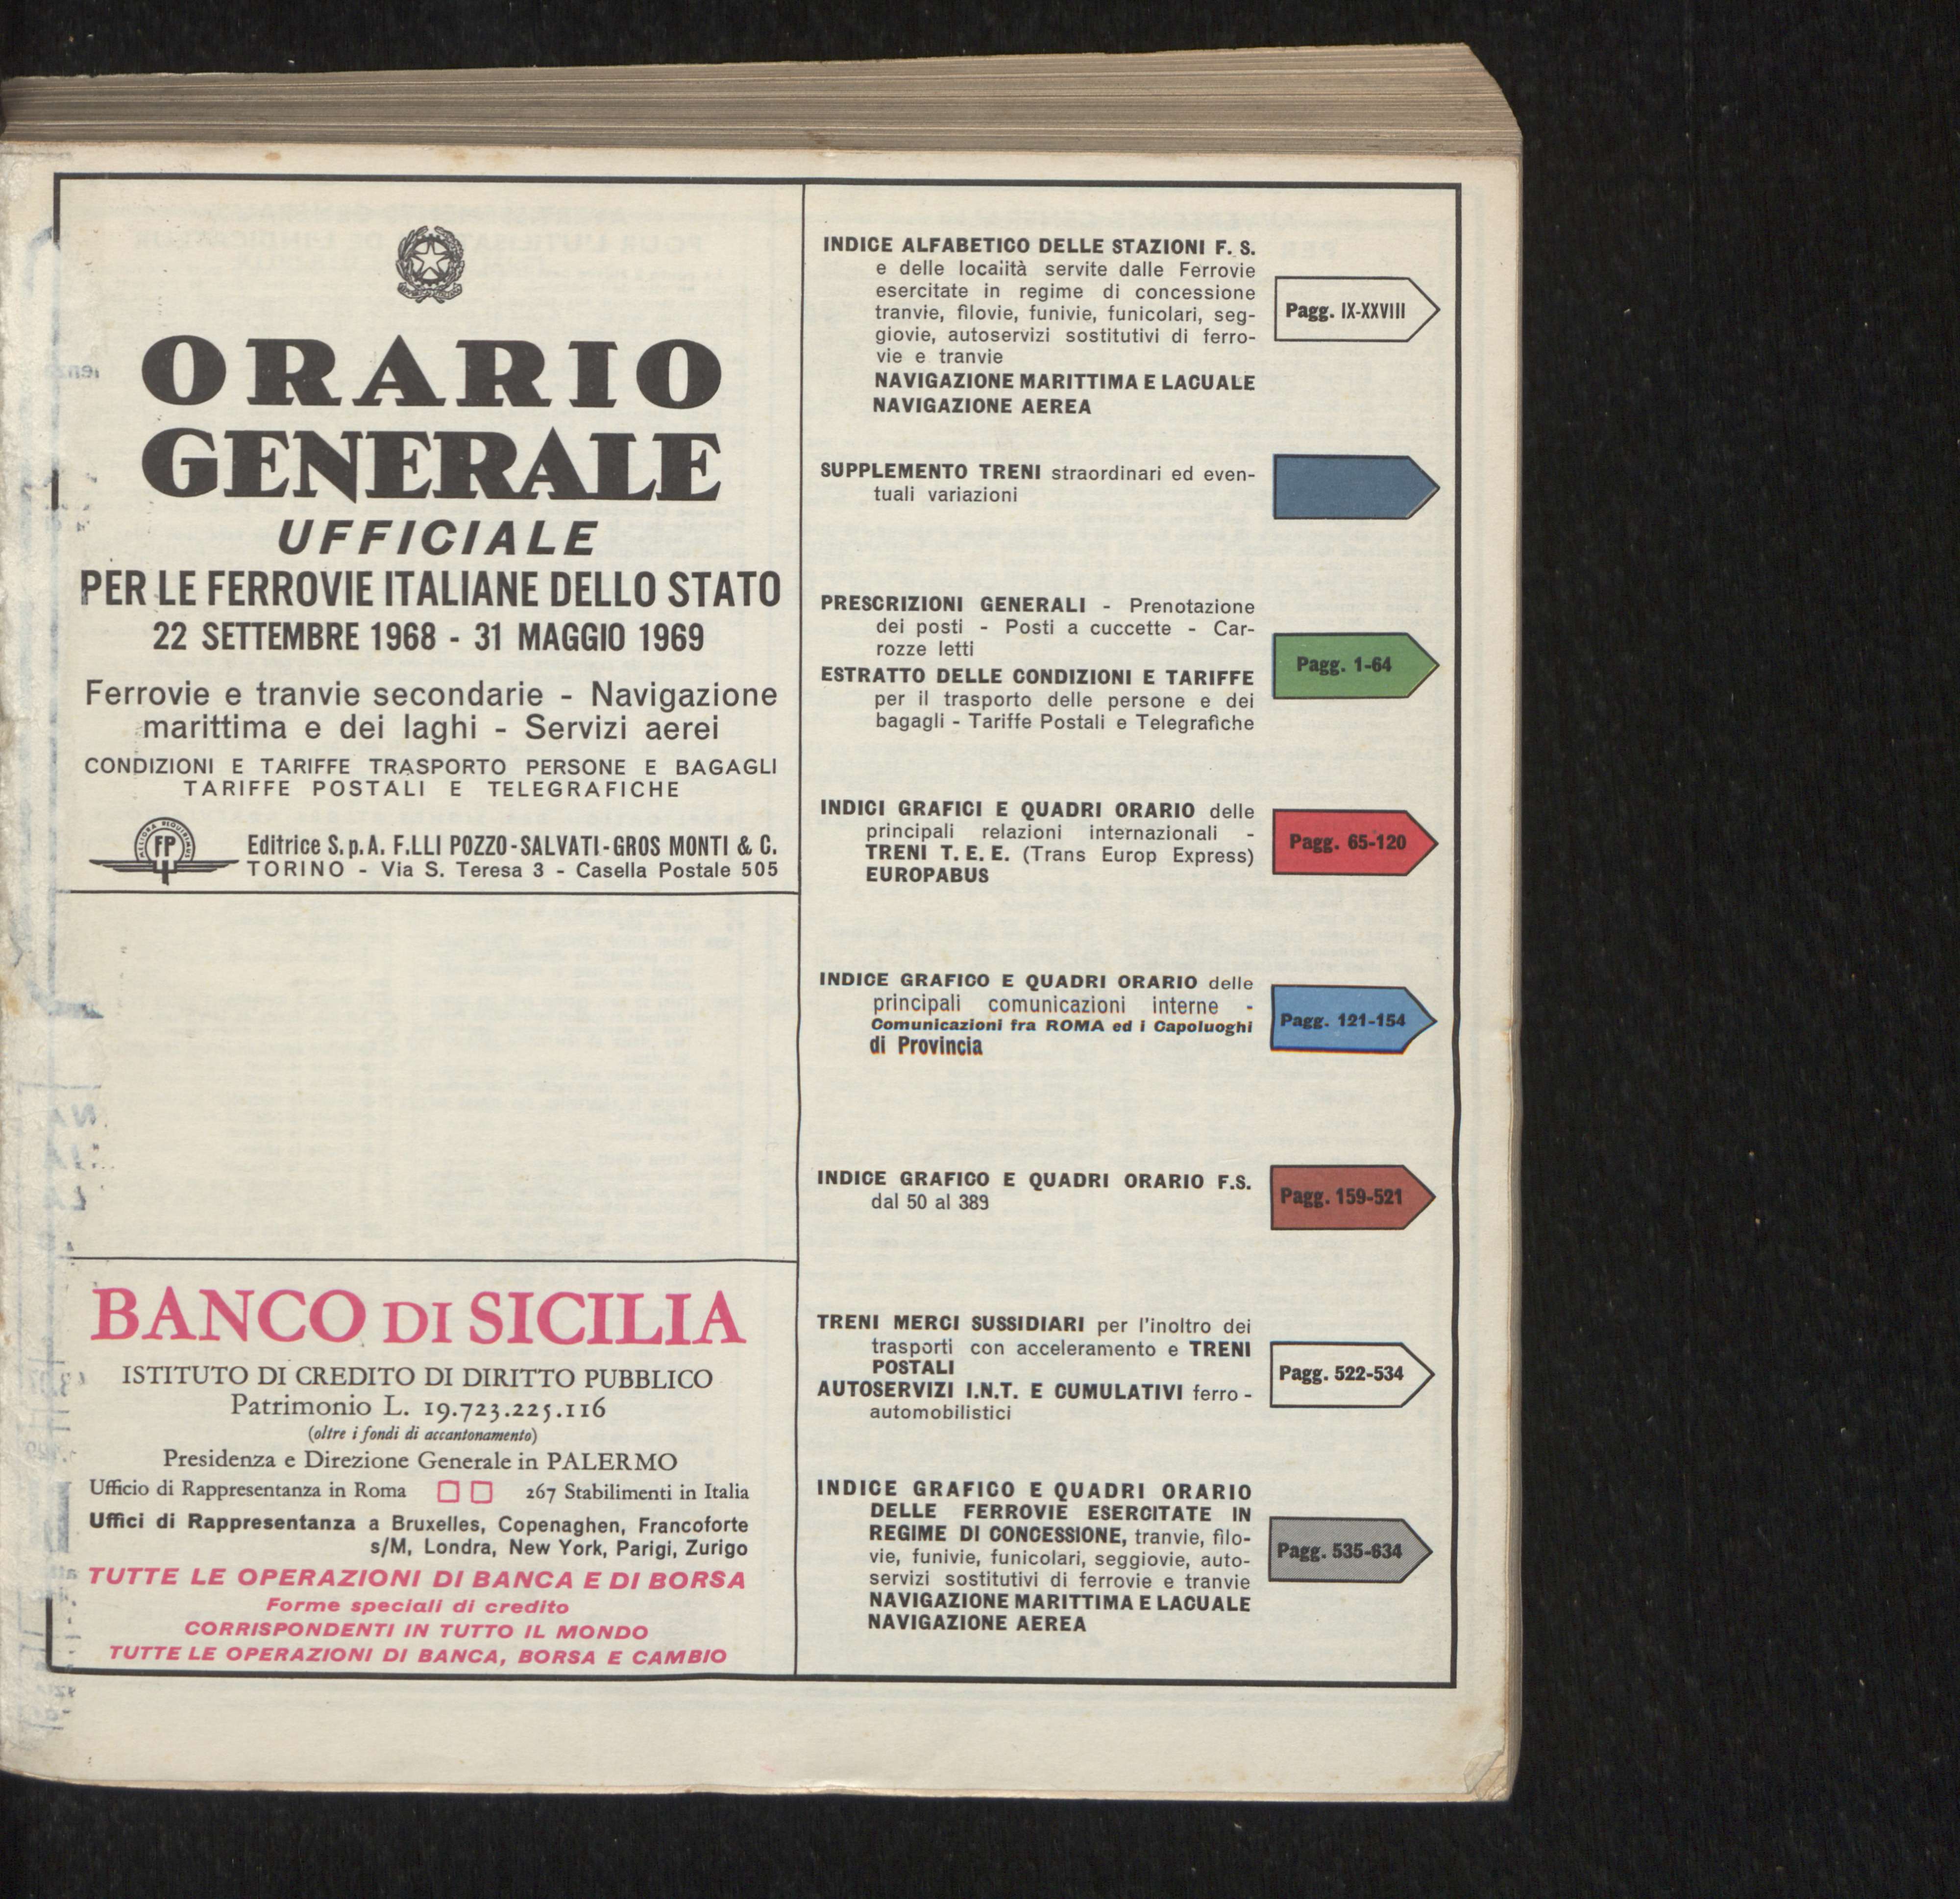 ORARIO
GENERALE
UFFICIALE
PER LE FERROVIE ITALIANE DELLO STATO
22 SETTEMBRE 1968 - 31 MAGGIO 1969
Ferrovie e tranvie secondarie - Navigazione
marittima e dei laghi - Servizi aerei
CONDIZIONI E TARIFFE TRASPORTO PERSONE E BAGAGLI
TARIFFE POSTALI E TELEGRAFICHE
FP
Editrice S.p.A. F.LLI POZZO-SALVATI-GROS MONTI & C.
TORINO - Via S. Teresa 3 - Casella Postale 505
BANCO DI SICILIA
ISTITUTO DI CREDITO DI DIRITTO PUBBLICO
Patrimonio L. 19.723.225.116
(oltre i fondi di accantonamento)
Presidenza e Direzione Generale in PALERMO
Ufficio di Rappresentanza in Roma 267 Stabilimenti in Italia
Uffici di Rappresentanza a Bruxelles, Copenaghen, Francoforte
s/M, Londra, New York, Parigi, Zurigo
TUTTE LE OPERAZIONI DI BANCA E DI BORSA
Forme speciali di credito
CORRISPONDENTI IN TUTTO IL MONDO
TUTTE LE OPERAZIONI DI BANCA, BORSA E CAMBIO
INDICE ALFABETICO DELLE STAZIONI F. S.
e delle locaiità servite dalle Ferrovie
esercitate in regime di concessione
tranvie, filovie, funivie, funicolari, seg-
giovie, autoservizi sostitutivi di ferro-
vie e tranvie
NAVIGAZIONE MARITTIMA E LACUALE
NAVIGAZIONE AEREA
Pagg. IX-XXVIII
SUPPLEMENTO TRENI straordinari ed even-
tuali variazioni
PRESCRIZIONI GENERALI - Prenotazione
dei posti - Posti a cuccette - Car-
rozze letti
ESTRATTO DELLE CONDIZIONI E TARIFFE
per il trasporto delle persone e dei
bagagli - Tariffe Postali e Telegrafiche
Pagg. 1-64
INDICI GRAFICI E QUADRI ORARIO delle
principali relazioni internazionali -
TRENI T. E. E. (Trans Europ Express)
EUROPABUS
Pagg. 65-120
INDICE GRAFICO E QUADRI ORARIO delle
principali comunicazioni interne -
Comunicazioni fra ROMA ed i Capoluoghi
di Provincia
Pagg. 121-154
INDICE GRAFICO E QUADRI ORARIO F.S.
dal 50 al 389
Pagg. 159-521
TRENI MERCI SUSSIDIARI per l'inoltro dei
trasporti con acceleramento e TRENI
POSTALI
AUTOSERVIZI I.N.T. E CUMULATIVI ferro-
automobilistici
Pagg. 522-534
INDICE GRAFICO E QUADRI ORARIO
DELLE FERROVIE ESERCITATE IN
REGIME DI CONCESSIONE, tranvie, filo-
vie, funivie, funicolari, seggiovie, auto-
servizi sostitutivi di ferrovie e tranvie
NAVIGAZIONE MARITTIMA E LACUALE
NAVIGAZIONE AEREA
Pagg. 535-634